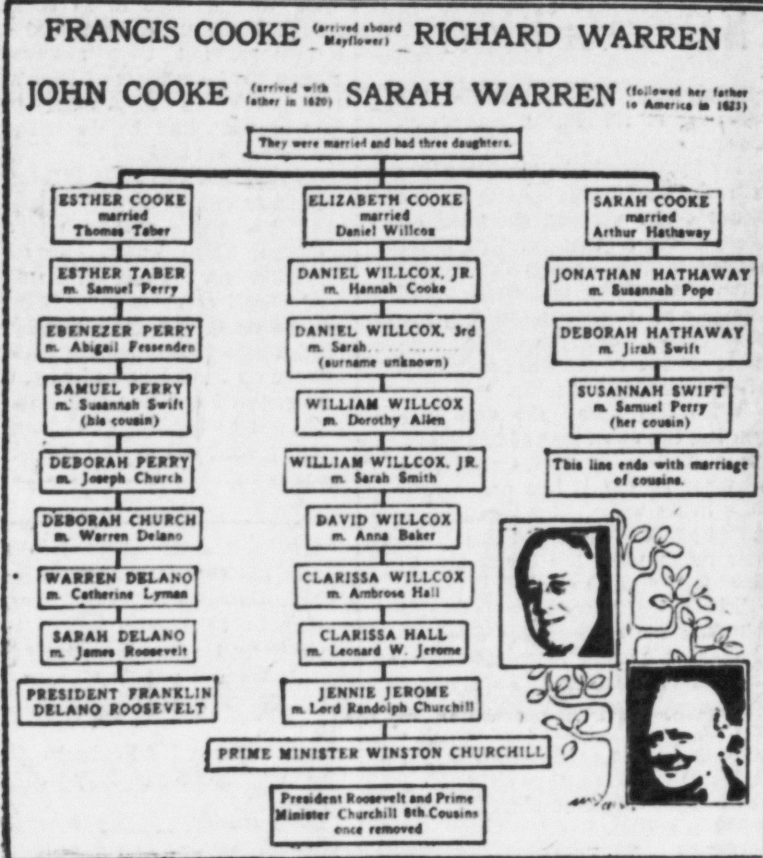 FRANCIS COOKE (arrived aboard Mayflower) RICHARD WARREN
JOHN COOKE (arrived with father in 1620) SARAH WARREN (followed her father to America in 1623)
They were married and had three daughters.
ESTHER COOKE
married
Thomas Taber
ESTHER TABER
m. Samuel Perry
EBENEZER PERRY
m. Abigail Fessenden
SAMUEL PERRY
m. Susannah Swift
(his cousin)
DEBORAH PERRY
m. Joseph Church
DEBORAH CHURCH
m. Warren Delano
WARREN DELANO
m. Catherine Lyman
SARAH DELANO
m. James Roosevelt
PRESIDENT FRANKLIN
DELANO ROOSEVELT
ELIZABETH COOKE
married
Daniel Willcox
DANIEL WILLCOX, JR.
m. Hannah Cooke
DANIEL WILLCOX, 3rd
m. Sarah..............
(surname unknown)
WILLIAM WILLCOX
m. Dorothy Allen
WILLIAM WILLCOX, JR.
m. Sarah Smith
DAVID WILLCOX
m. Anna Baker
CLARISSA WILLCOX
m. Ambrose Hall
CLARISSA HALL
m. Leonard W. Jerome
JENNIE JEROME
m. Lord Randolph Churchill
PRIME MINISTER WINSTON CHURCHILL
SARAH COOKE
married
Arthur Hathaway
JONATHAN HATHAWAY
m. Susannah Pope
DEBORAH HATHAWAY
m. Jirah Swift
SUSANNAH SWIFT
m. Samuel Perry
(her cousin)
This line ends with marriage
of cousins.
President Roosevelt and Prime
Minister Churchill 8th Cousins
once removed